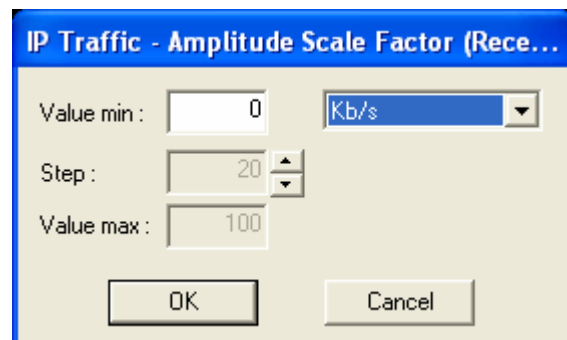 IP Traffic - Amplitude Scale Factor (Rece...
Value min : 0 Kb/s
Step : 20
Value max : 100
OK Cancel